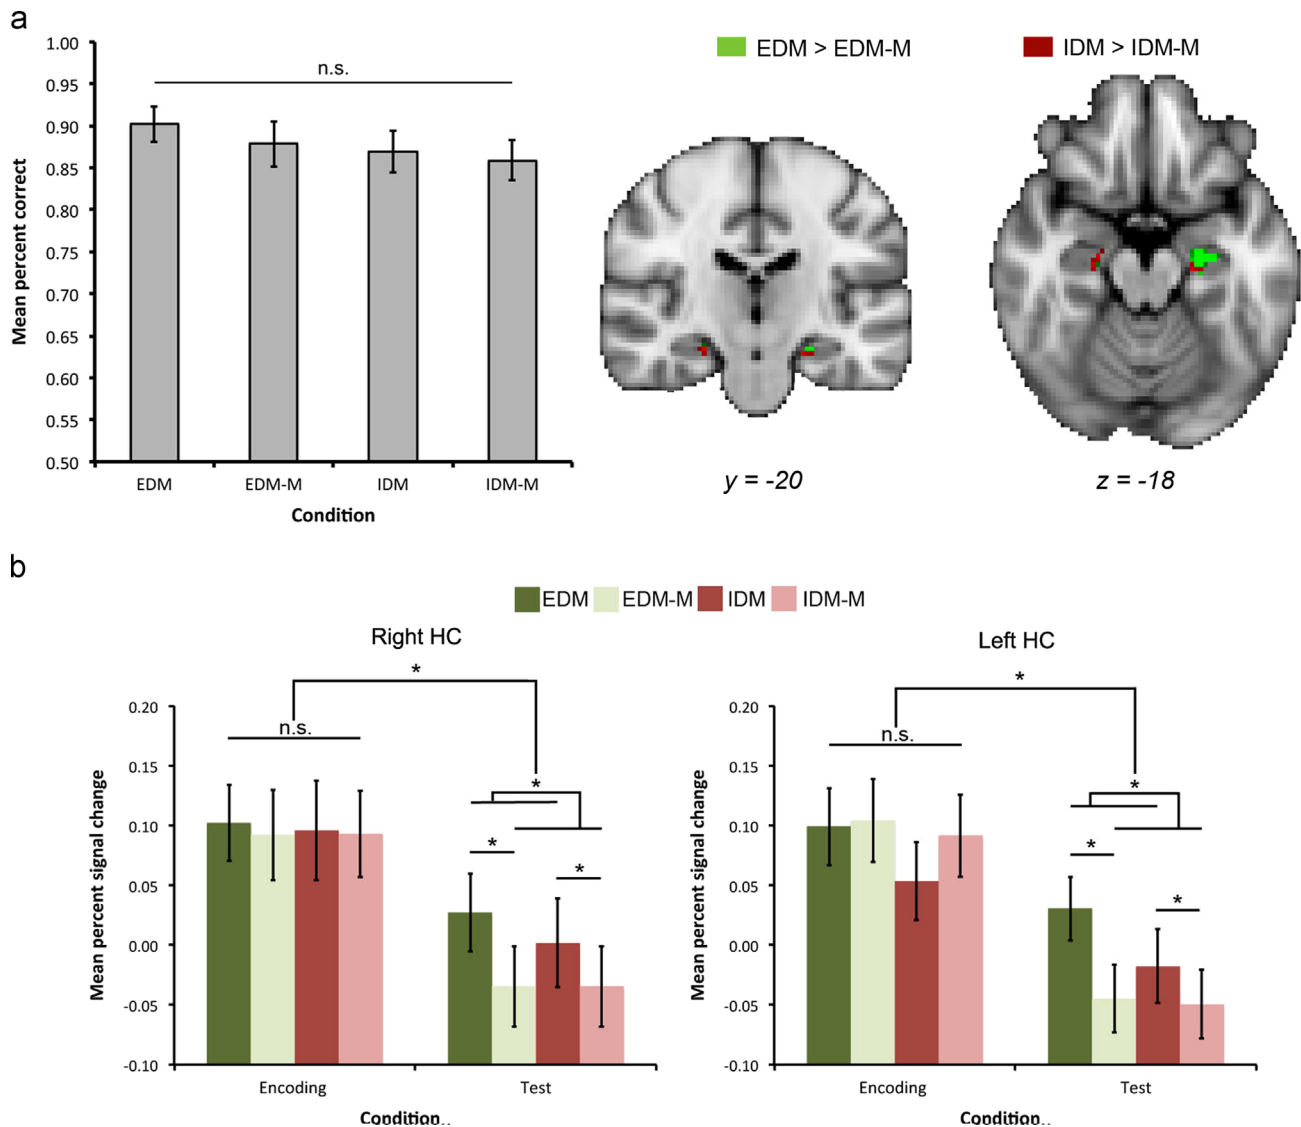 a
1.00
0.95
0.90
0.85
0.80
0.75
0.70
0.65
0.60
0.55
0.50
Mean percent correct
n.s.
EDM EDM-M IDM IDM-M
Condition
EDM > EDM-M IDM > IDM-M
y = -20 z = -18
b
EDM EDM-M IDM IDM-M
Right HC
*
0.20
0.15
0.10
0.05
0.00
-0.05
-0.10
Mean percent signal change
n.s.
*
*
*
Encoding Test
Condition..
Left HC
*
0.20
0.15
0.10
0.05
0.00
-0.05
-0.10
Mean percent signal change
n.s.
*
*
*
Encoding Test
Condition..